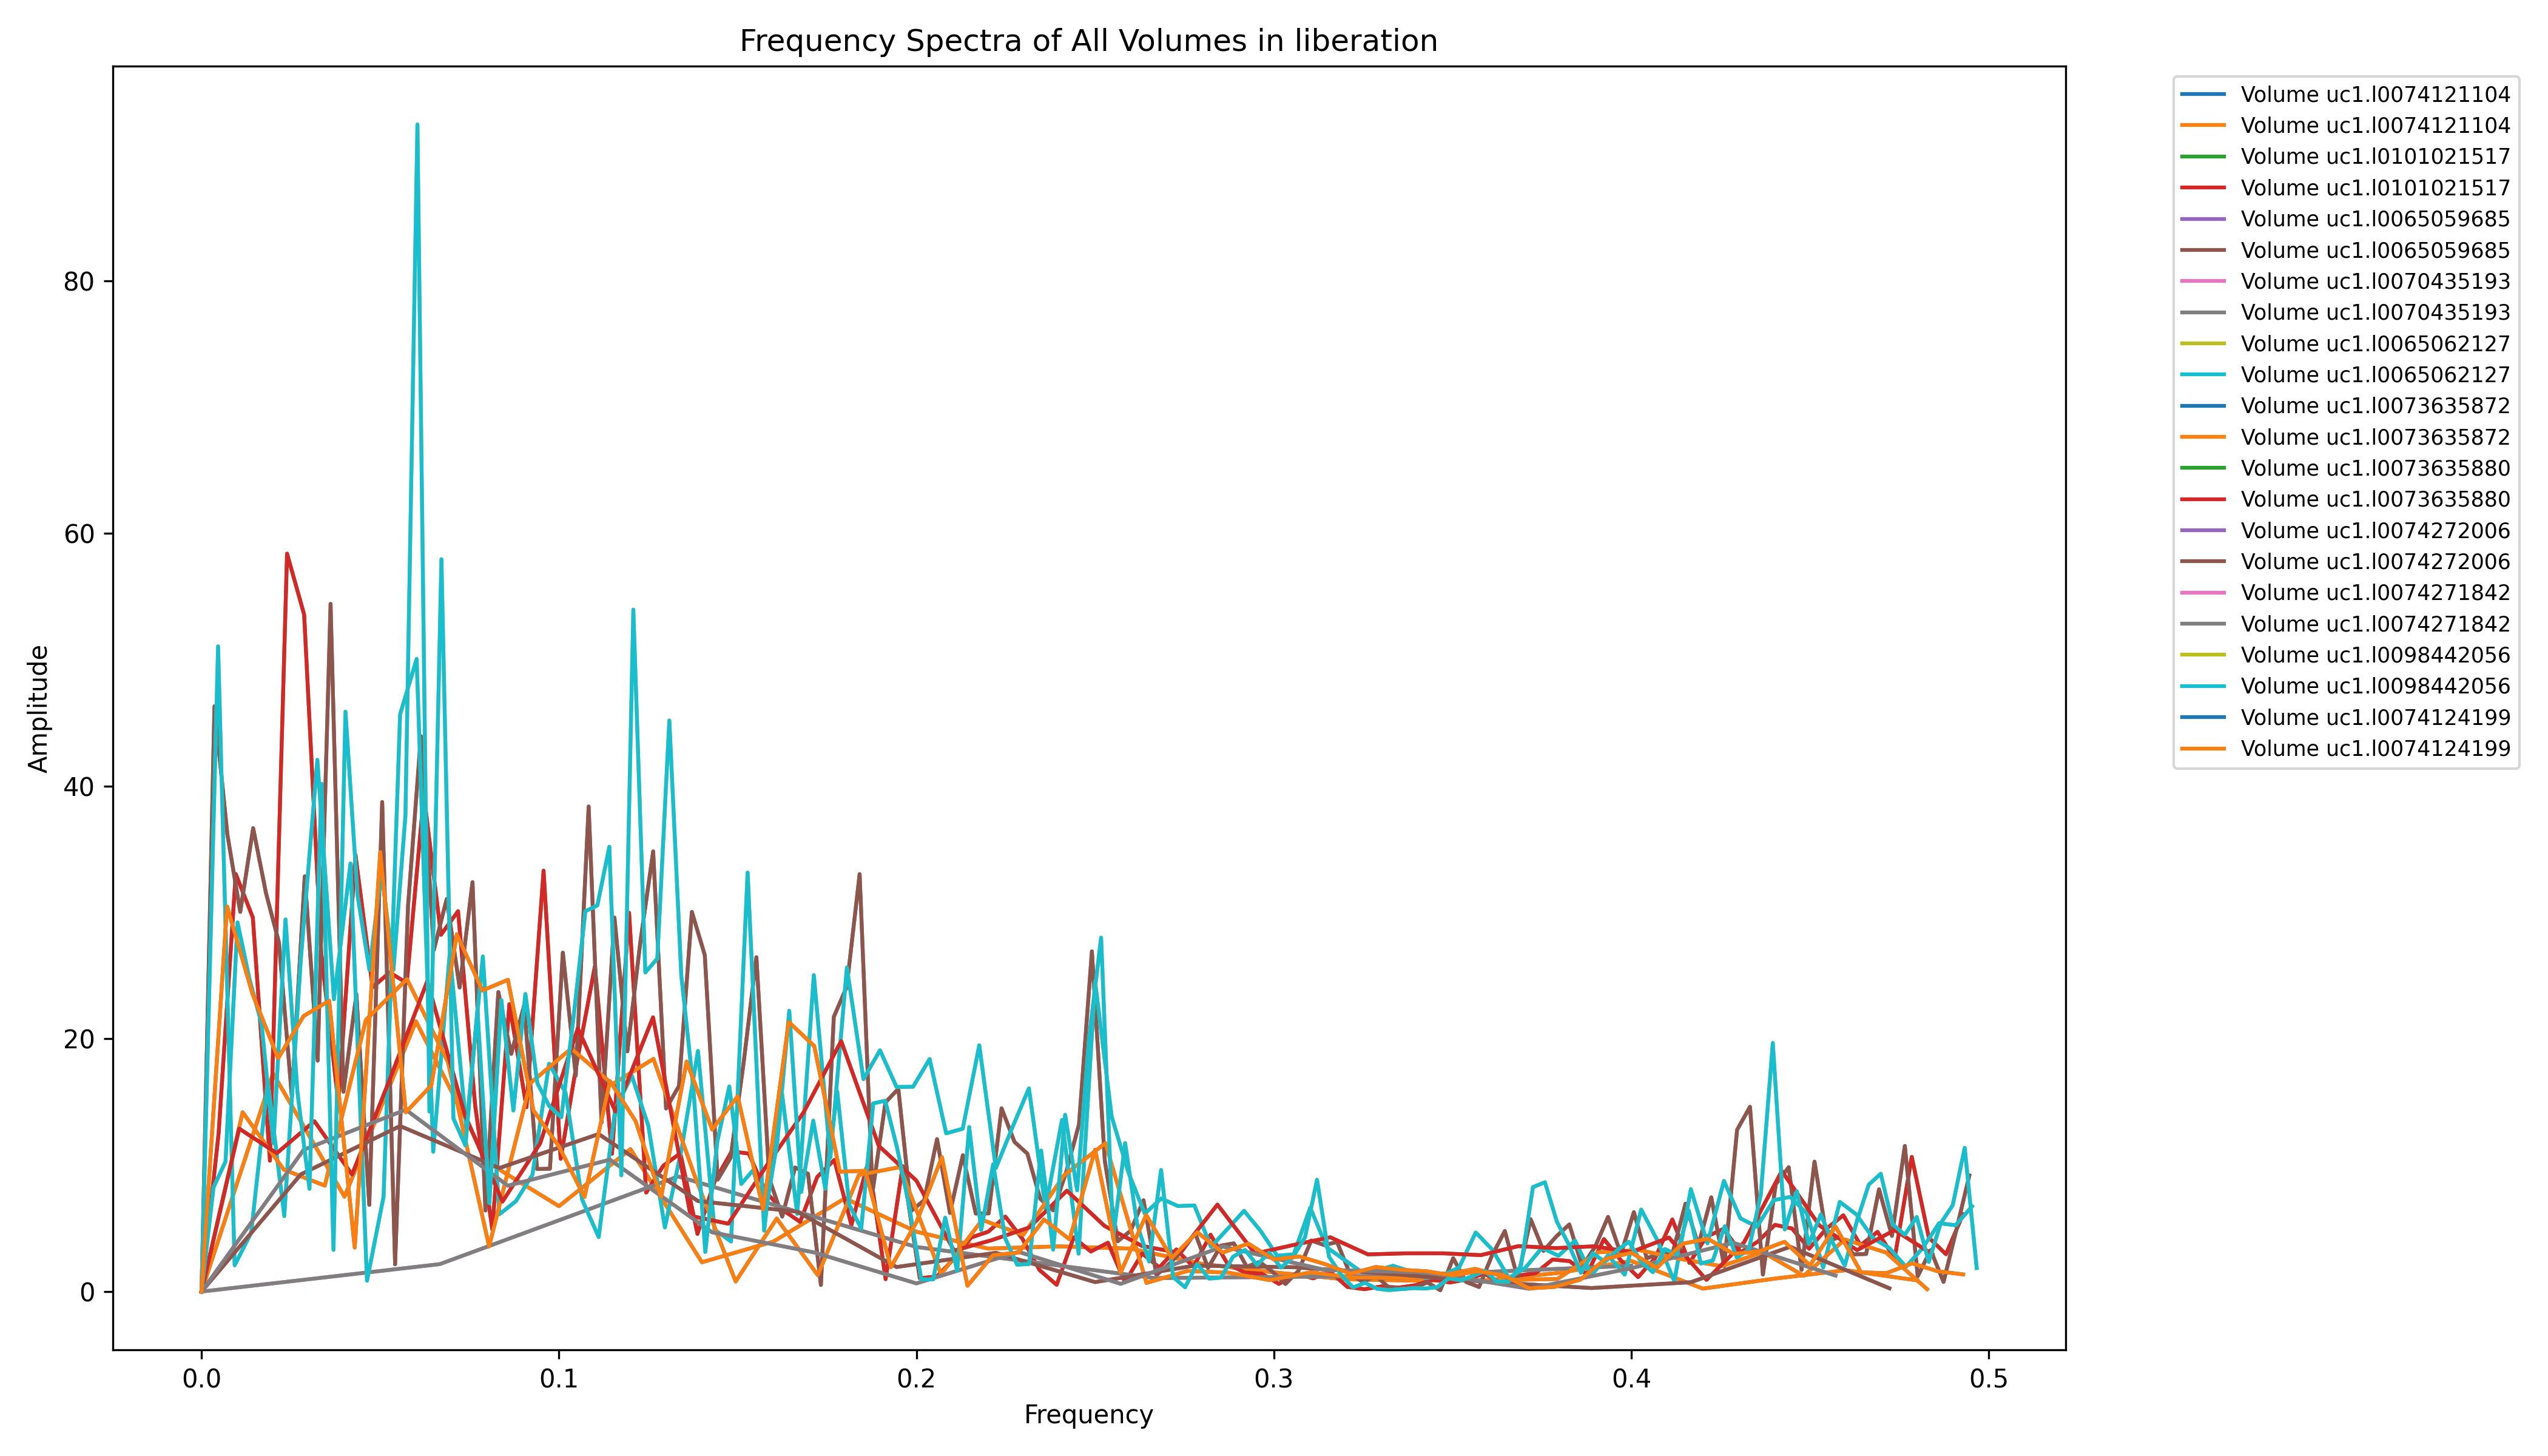 Frequency Spectra of All Volumes in liberation
Amplitude
80
60
40
20
0
0.0
0.1
0.2
0.3
0.4
0.5
Frequency
Volume uc1.l0074121104
Volume uc1.l0074121104
Volume uc1.l0101021517
Volume uc1.l0101021517
Volume uc1.l0065059685
Volume uc1.l0065059685
Volume uc1.l0070435193
Volume uc1.l0070435193
Volume uc1.l0065062127
Volume uc1.l0065062127
Volume uc1.l0073635872
Volume uc1.l0073635872
Volume uc1.l0073635880
Volume uc1.l0073635880
Volume uc1.l0074272006
Volume uc1.l0074272006
Volume uc1.l0074271842
Volume uc1.l0074271842
Volume uc1.l0098442056
Volume uc1.l0098442056
Volume uc1.l0074124199
Volume uc1.l0074124199